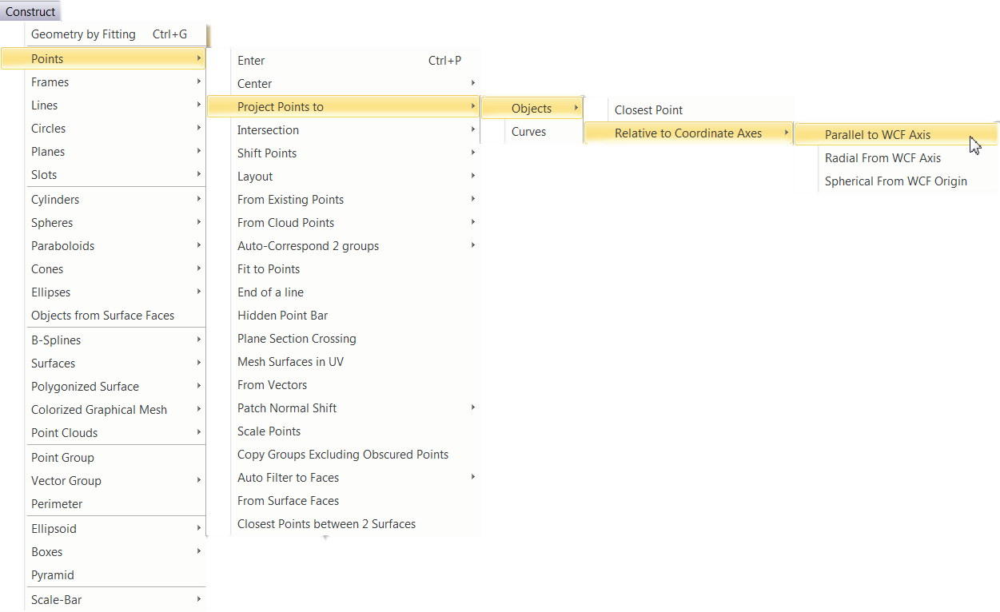 Construct
Geometry by Fitting Ctrl+G
Points
Frames
Lines
Circles
Planes
Slots
Cylinders
Spheres
Paraboloids
Cones
Ellipses
Objects from Surface Faces
B-Splines
Surfaces
Polygonized Surface
Colorized Graphical Mesh
Point Clouds
Point Group
Vector Group
Perimeter
Ellipsoid
Boxes
Pyramid
Scale-Bar
Enter Ctrl+P
Center
Project Points to
Intersection
Shift Points
Layout
From Existing Points
From Cloud Points
Auto-Correspond 2 groups
Fit to Points
End of a line
Hidden Point Bar
Plane Section Crossing
Mesh Surfaces in UV
From Vectors
Patch Normal Shift
Scale Points
Copy Groups Excluding Obscured Points
Auto Filter to Faces
From Surface Faces
Closest Points between 2 Surfaces
Objects
Curves
Closest Point
Relative to Coordinate Axes
Parallel to WCF Axis
Radial From WCF Axis
Spherical From WCF Origin